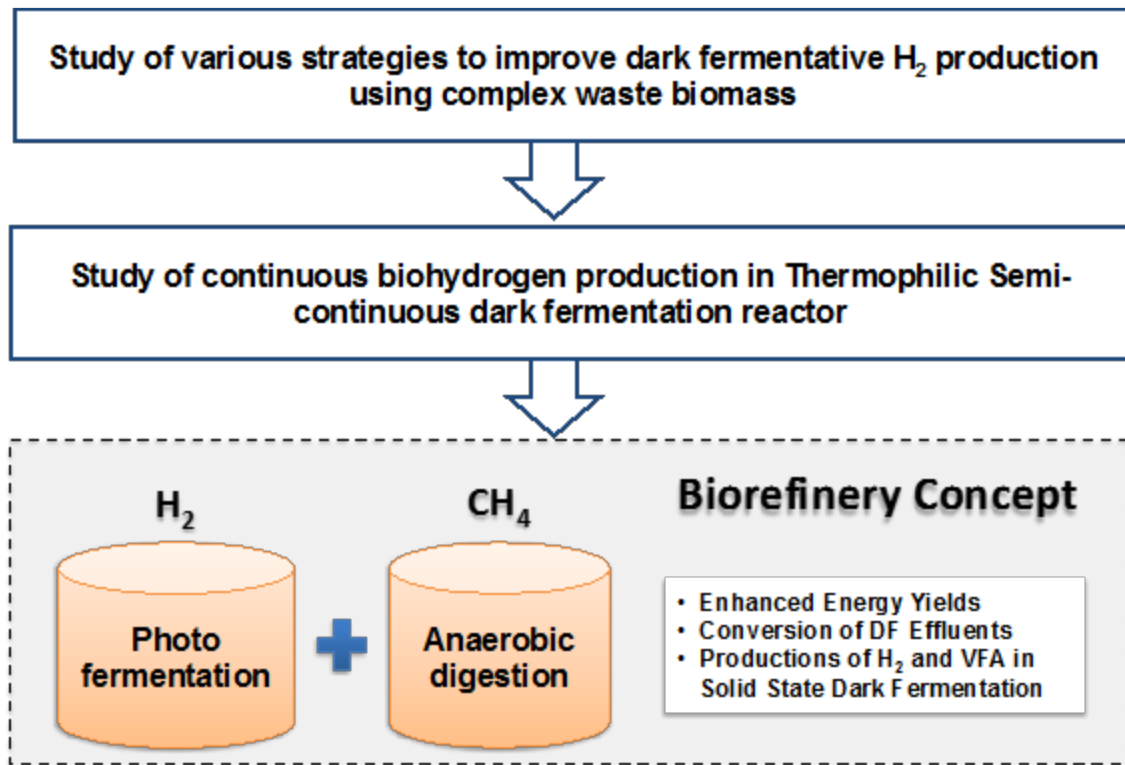 Study of various strategies to improve dark fermentative H₂ production
using complex waste biomass
Study of continuous biohydrogen production in Thermophilic Semi-
continuous dark fermentation reactor
H₂
CH₄
Biorefinery Concept
Photo
fermentation
Anaerobic
digestion
• Enhanced Energy Yields
• Conversion of DF Effluents
• Productions of H₂ and VFA in
Solid State Dark Fermentation